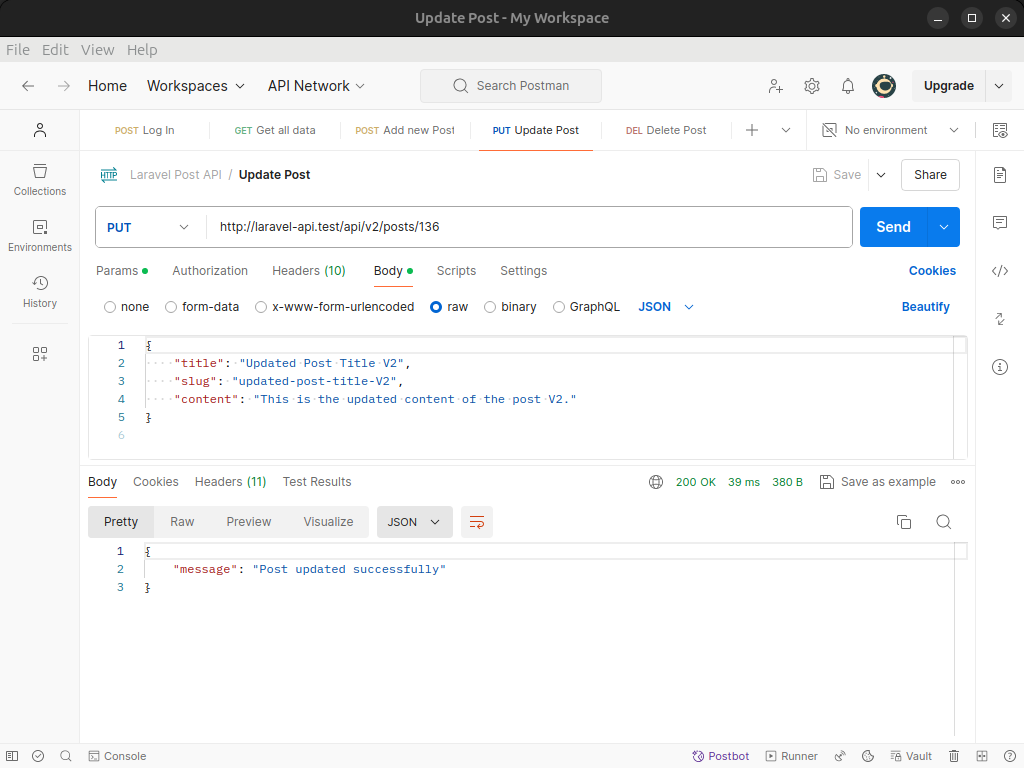 Update Post - My Workspace
File Edit View Help
Home Workspaces API Network Search Postman Upgrade
POST Log In GET Get all data POST Add new Post PUT Update Post DEL Delete Post No environment
HTTP Laravel Post API / Update Post Save Share
Collections
Environments
History
PUT http://laravel-api.test/api/v2/posts/136 Send
Params Authorization Headers (10) Body Scripts Settings Cookies
none form-data x-www-form-urlencoded raw binary GraphQL JSON Beautify
1 {
2 "title": "Updated Post Title V2",
3 "slug": "updated-post-title-V2",
4 "content": "This is the updated content of the post V2."
5 }
6
Body Cookies Headers (11) Test Results 200 OK 39 ms 380 B Save as example
Pretty Raw Preview Visualize JSON
1 {
2 "message": "Post updated successfully"
3 }
Console Postbot Runner Vault